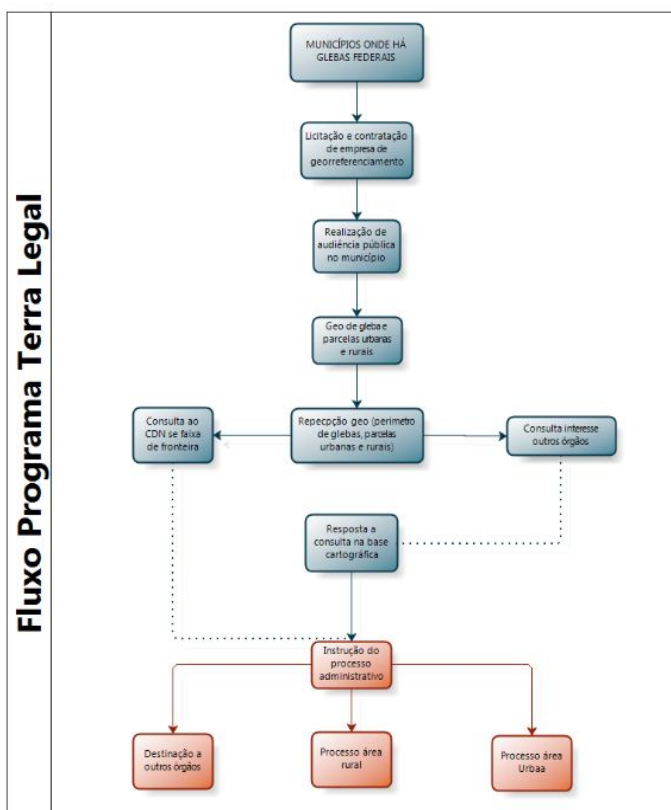 Fluxo Programa Terra Legal
MUNICÍPIOS ONDE HÁ
GLEBAS FEDERAIS
Licitação e contratação
de empresa de
georreferenciamento
Realização de
audiência pública
no município
Geo de gleba e
parcelas urbanas
e rurais
Consulta ao
CDN se faixa
de fronteira
Repecpção geo (perimetro
de glebas, parcelas
urbanas e rurais)
Consulta interesse
outros órgãos
Resposta a
consulta na base
cartográfica
Instrução do
processo
administrativo
Destinação a
outros órgãos
Processo área
rural
Processo área
Urbaa